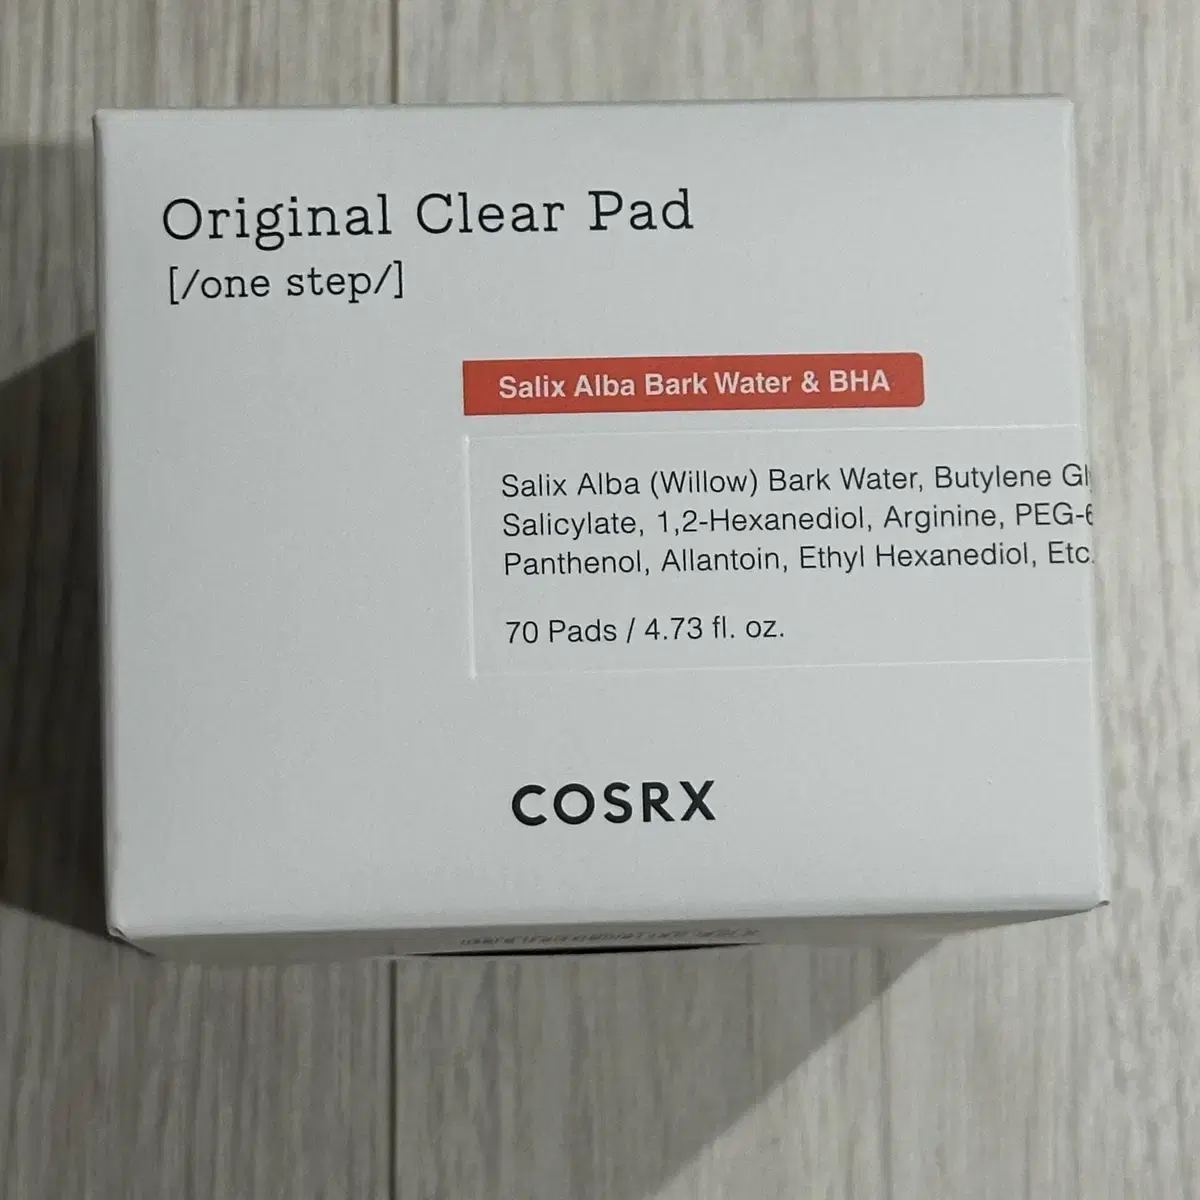 Original Clear Pad
[/one step/]
Salix Alba Bark Water & BHA
Salix Alba (Willow) Bark Water, Butylene
Salicylate, 1,2-Hexanediol, Arginine,
Panthenol, Allantoin, Ethyl Hexanediol, Etc.
70 Pads / 4.73 fl. oz.
COSRX